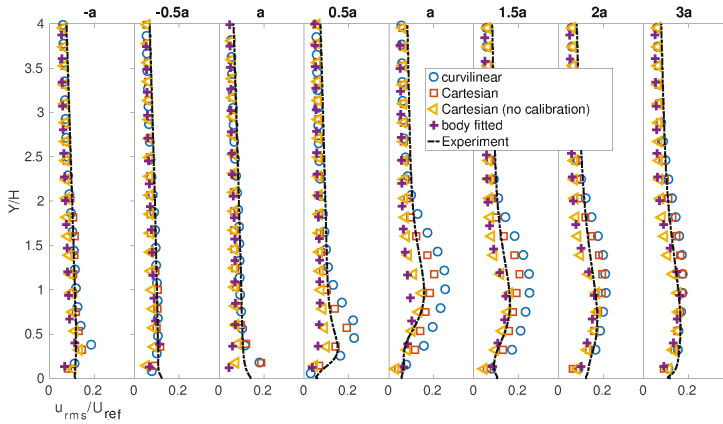 -a -0.5a a 0.5a a 1.5a 2a 3a
4
3.5
3
2.5
2
1.5
1
0.5
0
Y/H
curvilinear
Cartesian
Cartesian (no calibration)
body fitted
Experiment
0 0.2 0 0.2 0 0.2 0 0.2 0 0.2 0 0.2 0 0.2 0 0.2
u_rms/U_ref